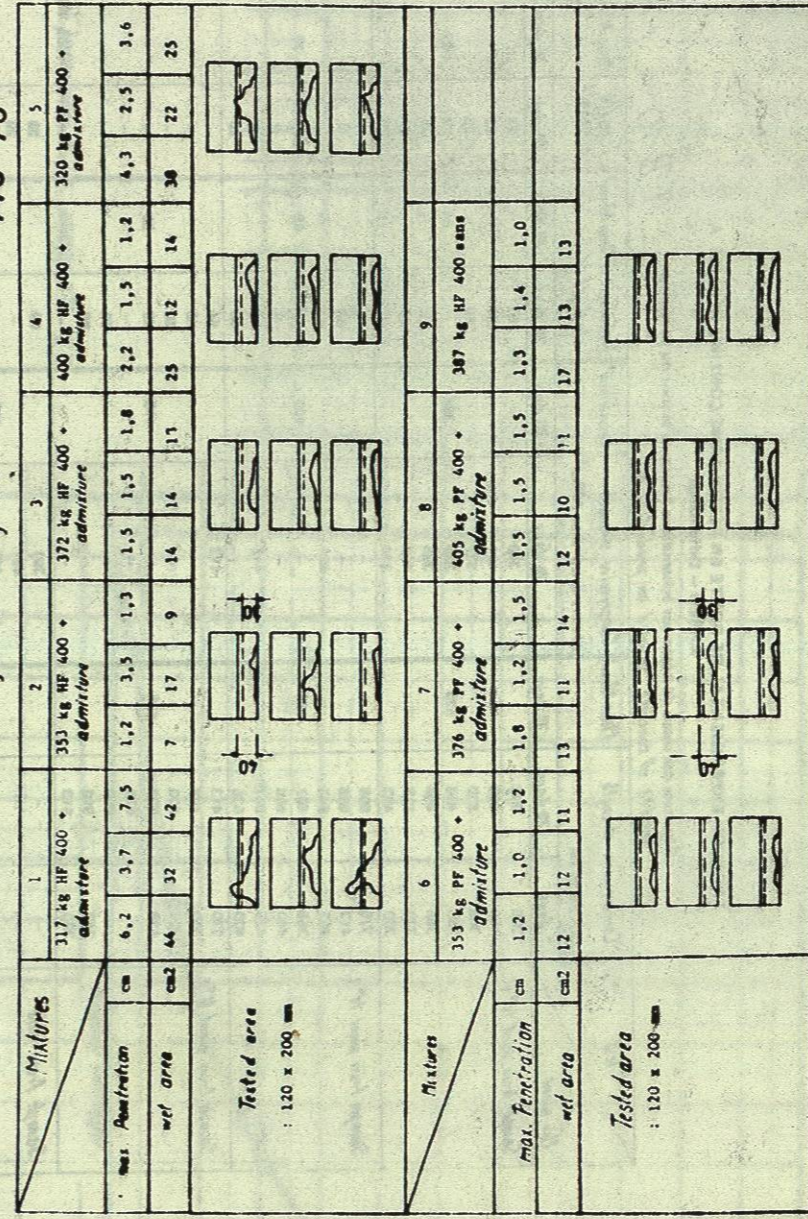 Mixtures
1 2 3 4 5
317 kg HF 400 + 353 kg HF 400 + 372 kg HF 400 + 400 kg HF 400 + 320 kg PF 400 +
admixture admixture admixture admixture admixture
max. Penetration cm 6,2 3,7 7,5 1,2 3,5 1,3 1,5 1,5 1,8 2,2 1,5 1,2 4,3 2,5 3,6
wet area cm2 44 32 42 7 17 9 14 14 17 25 12 14 38 22 25
Tested area
: 120 x 200 mm
Mixtures
6 7 8 9
353 kg PF 400 + 376 kg PF 400 + 405 kg PF 400 + 387 kg HF 400 sans
admixture admixture admixture
max. Penetration cm 1,2 1,0 1,2 1,8 1,2 1,5 1,5 1,5 1,5 1,3 1,4 1,0
wet area cm2 12 12 11 13 11 14 12 10 11 17 13 13
Tested area
: 120 x 200 mm